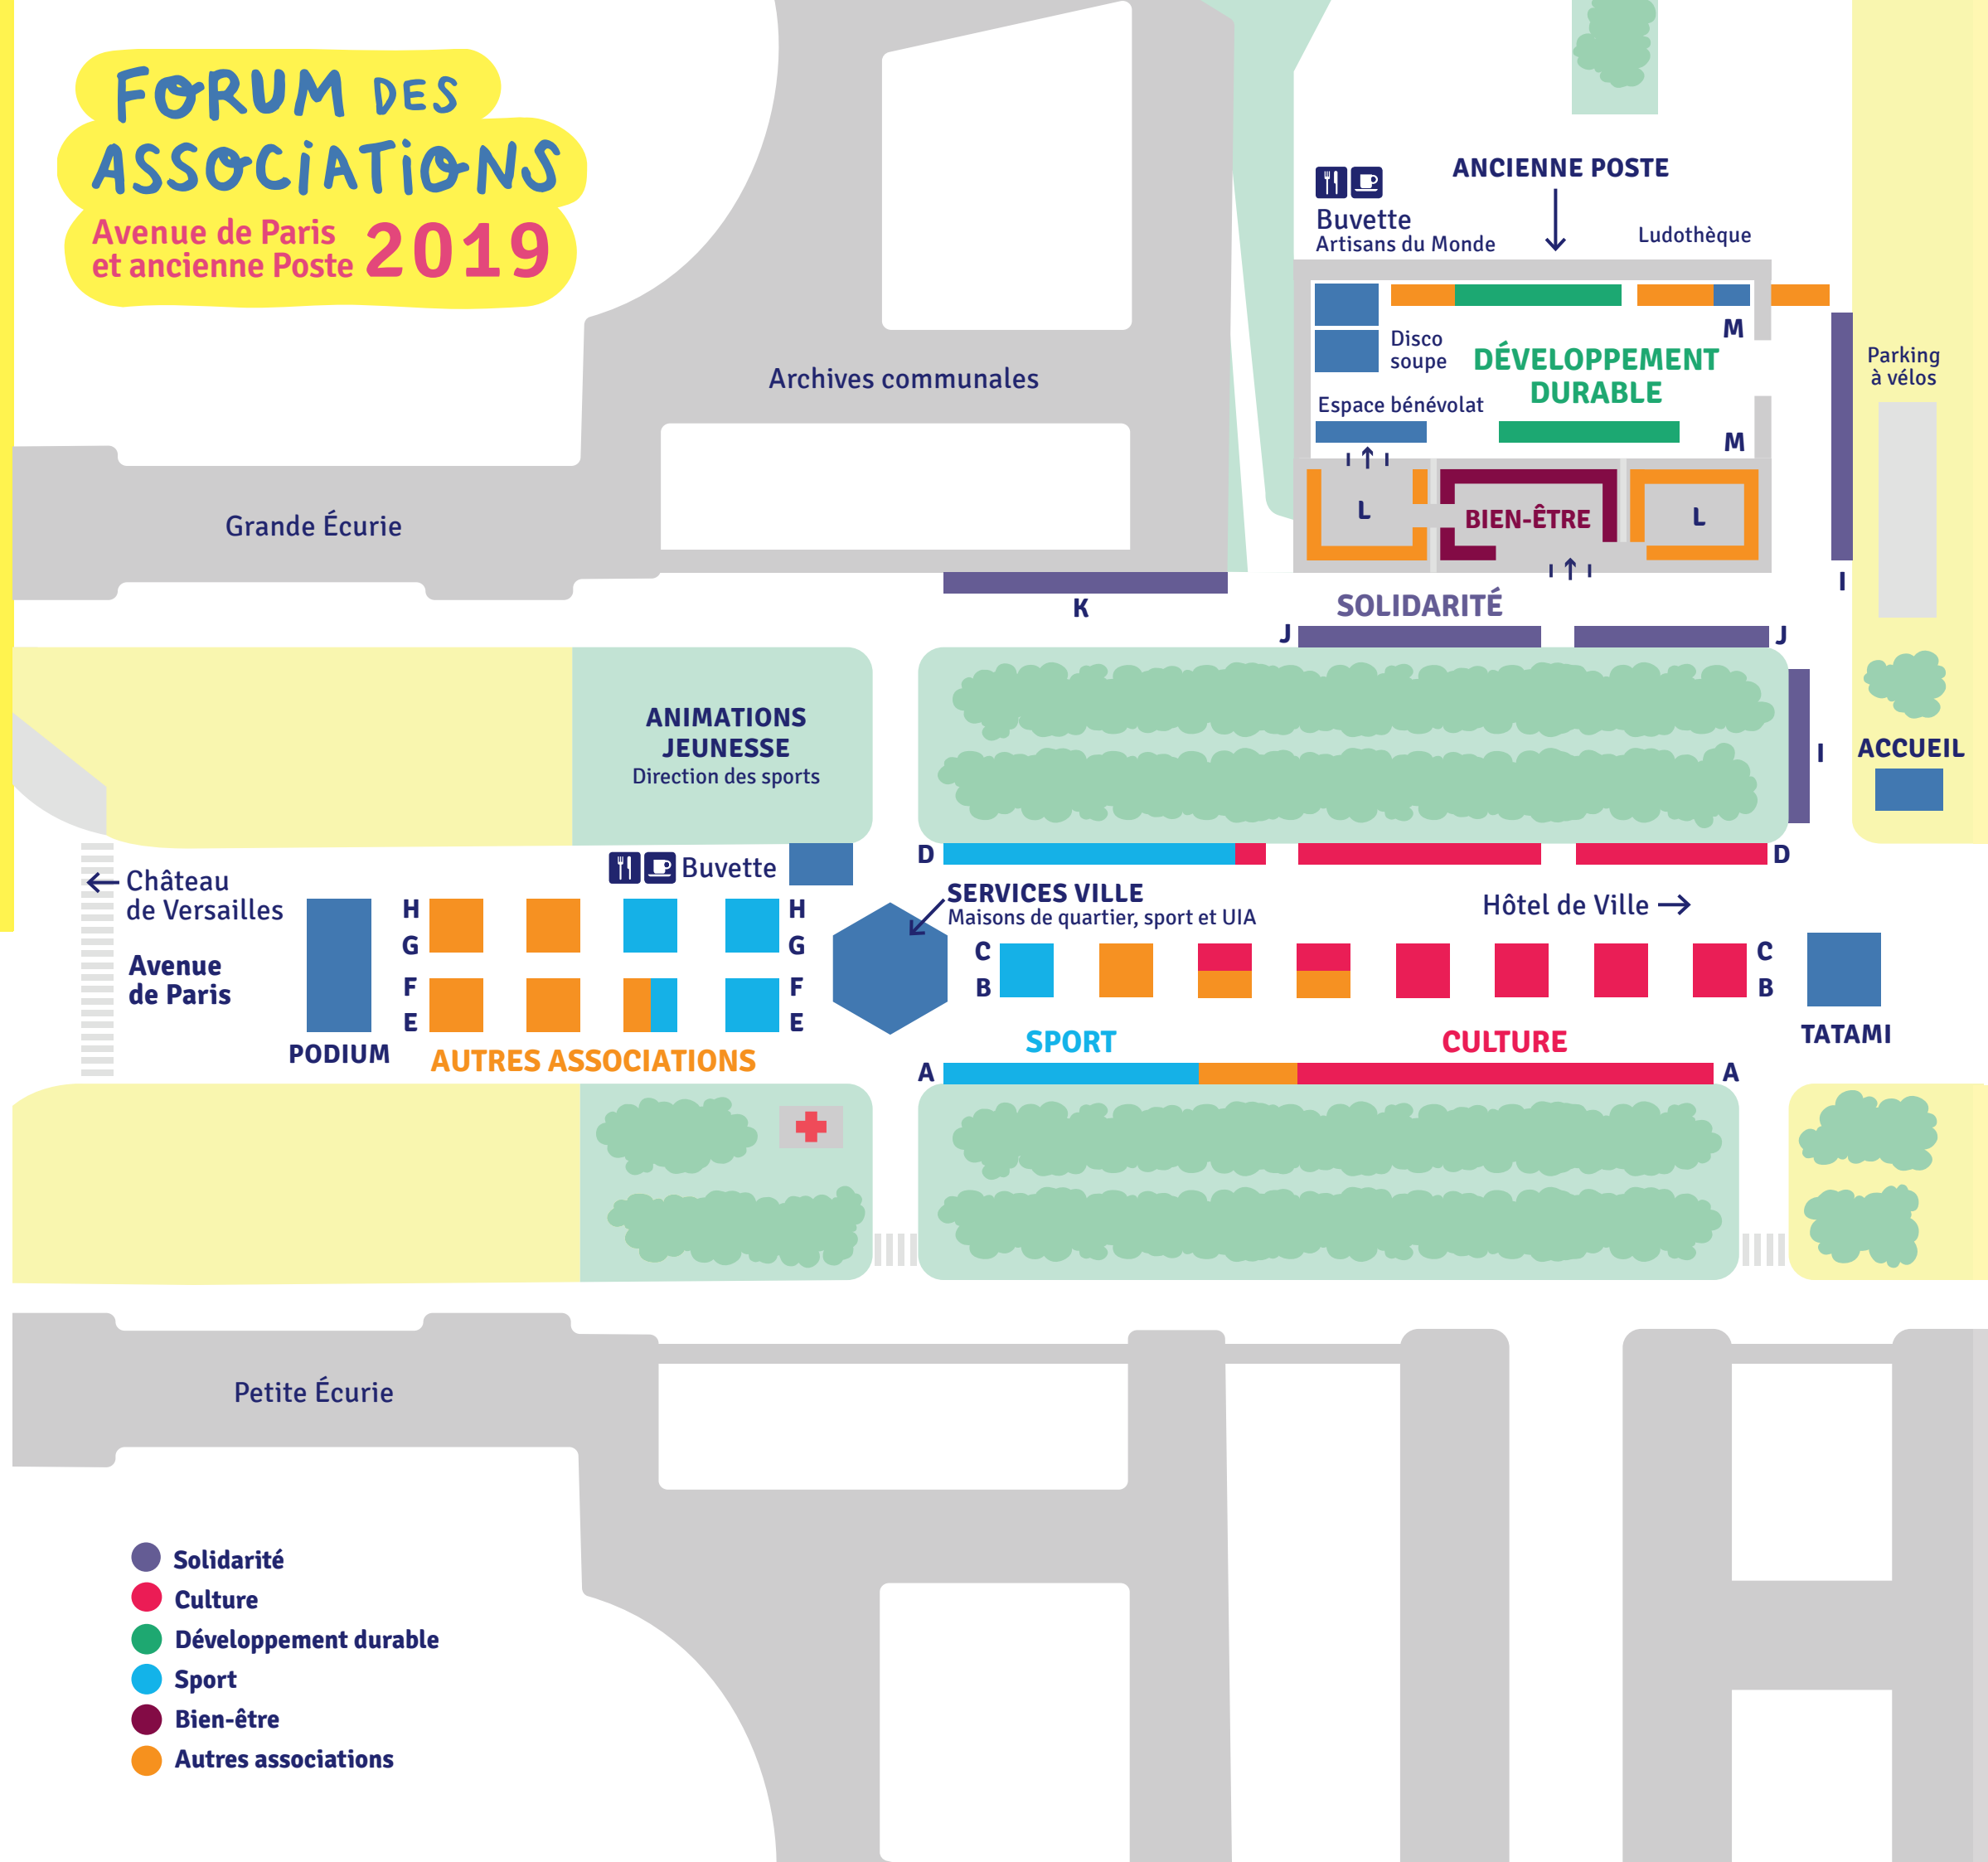 FORUM DES
ASSOCIATIONS
Avenue de Paris
et ancienne Poste
2019
ANCIENNE POSTE
Buvette
Artisans du Monde
Ludothèque
M
Disco
soupe
DÉVELOPPEMENT
DURABLE
Parking
à vélos
Archives communales
Espace bénévolat
M
L
BIEN-ÊTRE
L
Grande Écurie
I
K
SOLIDARITÉ
J
J
ANIMATIONS
JEUNESSE
Direction des sports
I
ACCUEIL
D
D
Buvette
Château
de Versailles
SERVICES VILLE
Maisons de quartier, sport et UIA
Hôtel de Ville
H
H
G
G
Avenue
de Paris
F
F
E
E
C
C
B
B
PODIUM
AUTRES ASSOCIATIONS
SPORT
CULTURE
TATAMI
A
A
Petite Écurie
Solidarité
Culture
Développement durable
Sport
Bien-être
Autres associations